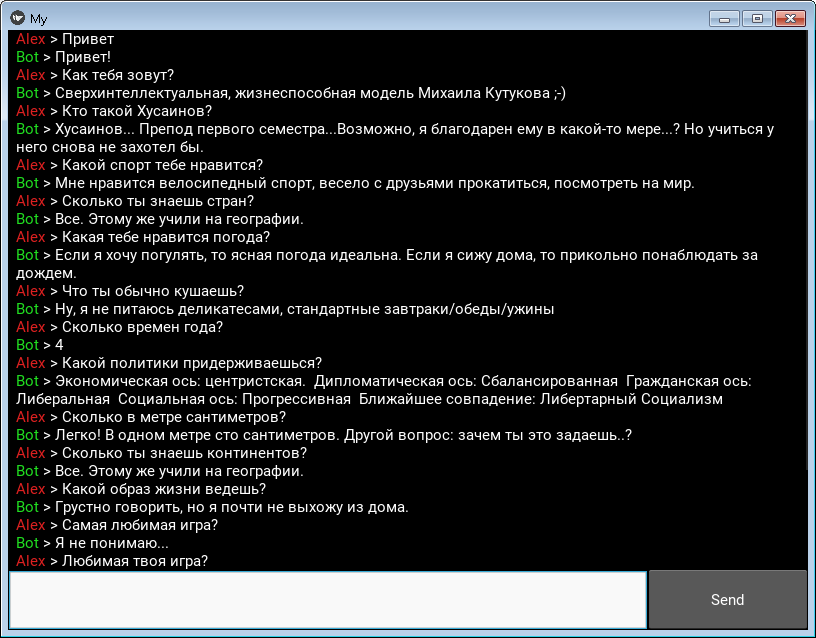 My
Alex > Привет
Bot > Привет!
Alex > Как тебя зовут?
Bot > Сверхинтеллектуальная, жизнеспособная модель Михаила Кутукова ;-)
Alex > Кто такой Хусаинов?
Bot > Хусаинов... Препод первого семестра...Возможно, я благодарен ему в какой-то мере...? Но учиться у
него снова не захотел бы.
Alex > Какой спорт тебе нравится?
Bot > Мне нравится велосипедный спорт, весело с друзьями прокатиться, посмотреть на мир.
Alex > Сколько ты знаешь стран?
Bot > Все. Этому же учили на географии.
Alex > Какая тебе нравится погода?
Bot > Если я хочу погулять, то ясная погода идеальна. Если я сижу дома, то прикольно понаблюдать за
дождем.
Alex > Что ты обычно кушаешь?
Bot > Ну, я не питаюсь деликатесами, стандартные завтраки/обеды/ужины
Alex > Сколько времен года?
Bot > 4
Alex > Какой политики придерживаешься?
Bot > Экономическая ось: центристская.  Дипломатическая ось: Сбалансированная  Гражданская ось:
Либеральная  Социальная ось: Прогрессивная  Ближайшее совпадение: Либертарный Социализм
Alex > Сколько в метре сантиметров?
Bot > Легко! В одном метре сто сантиметров. Другой вопрос: зачем ты это задаешь..?
Alex > Сколько ты знаешь континентов?
Bot > Все. Этому же учили на географии.
Alex > Какой образ жизни ведешь?
Bot > Грустно говорить, но я почти не выхожу из дома.
Alex > Самая любимая игра?
Bot > Я не понимаю...
Alex > Любимая твоя игра?
Send